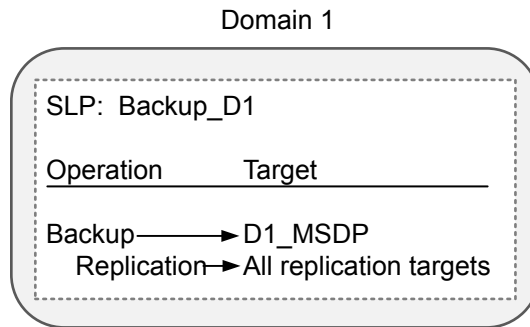 Domain 1
SLP: Backup_D1
Operation Target
Backup D1_MSDP
Replication All replication targets